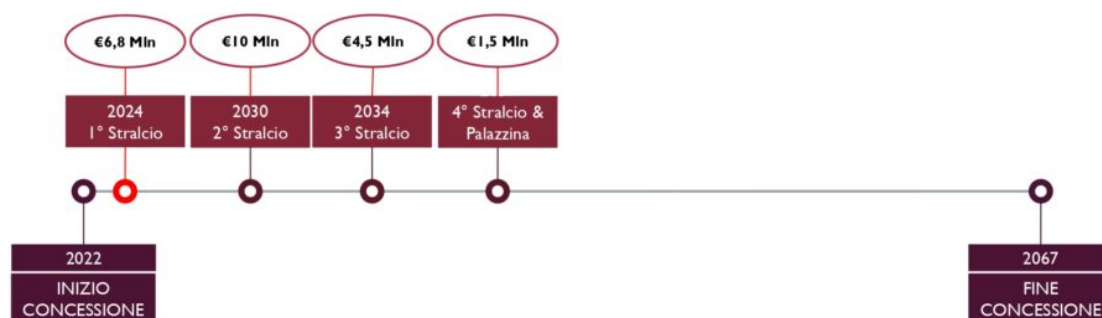 €6,8 Mln
€10 Mln
€4,5 Mln
€1,5 Mln
2024
1° Stralcio
2030
2° Stralcio
2034
3° Stralcio
4° Stralcio &
Palazzina
2022
INIZIO
CONCESSIONE
2067
FINE
CONCESSIONE